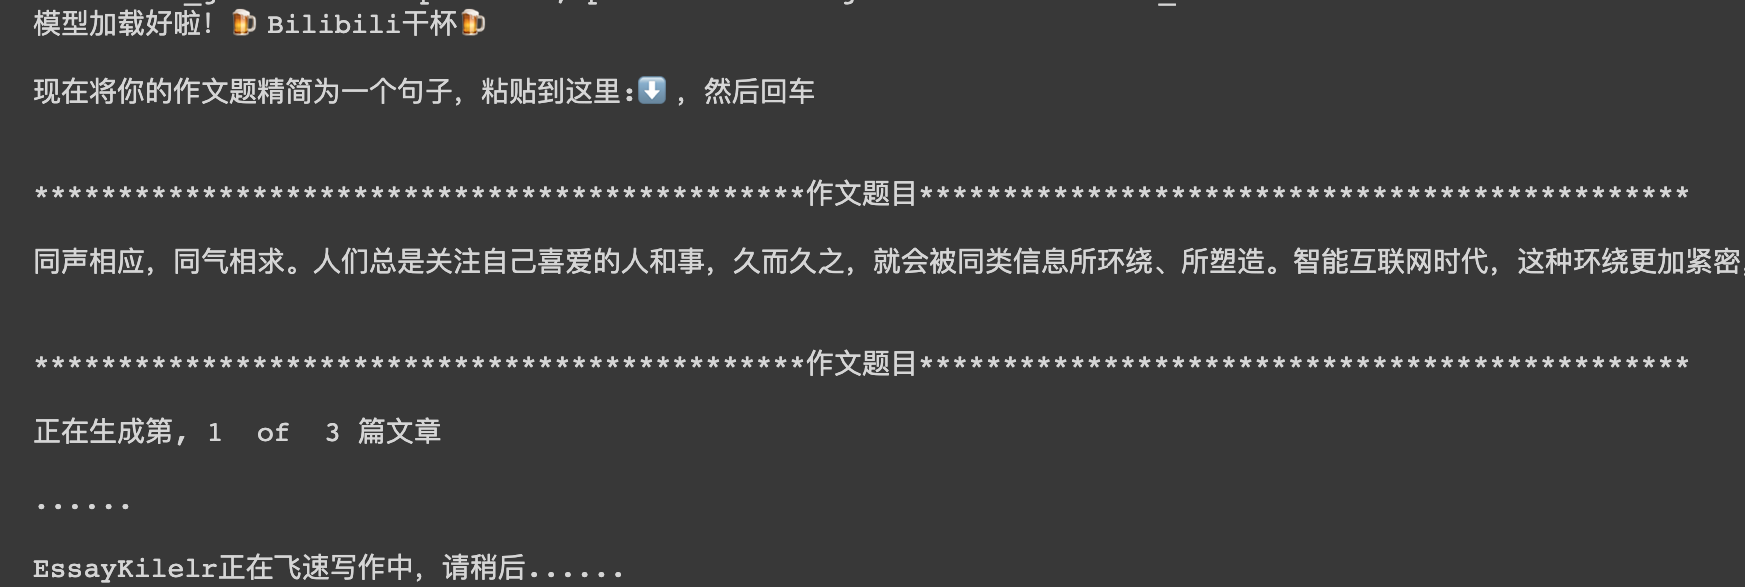 模型加载好啦！🍺Bilibili干杯🍺
现在将你的作文题精简为一个句子，粘贴到这里:⬇️，然后回车
**********************************************作文题目**********************************************
同声相应，同气相求。人们总是关注自己喜爱的人和事，久而久之，就会被同类信息所环绕、所塑造。智能互联网时代，这种环绕更加紧密，
**********************************************作文题目**********************************************
正在生成第, 1 of 3 篇文章
......
EssayKilelr正在飞速写作中，请稍后......